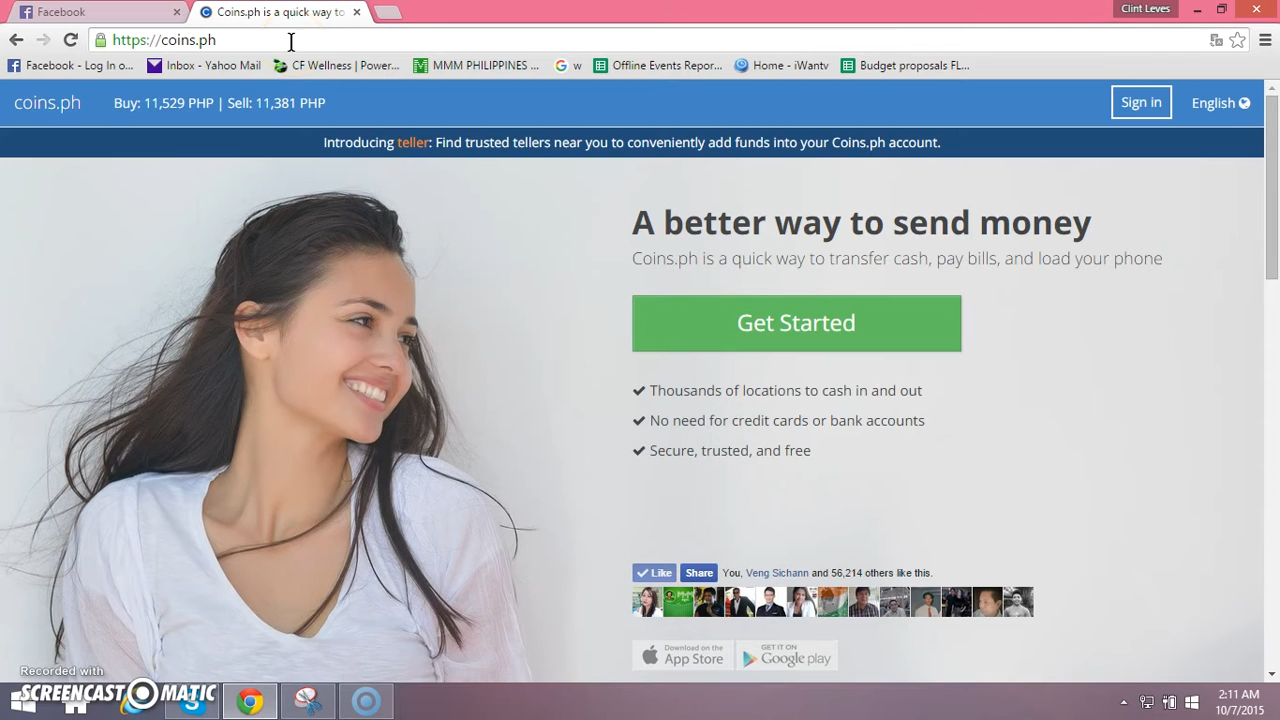 Facebook
Coins.ph is a quick way to
Clint Leves
https://coins.ph
Facebook - Log In o...
Inbox - Yahoo Mail
CF Wellness | Power...
MMM PHILIPPINES ...
w
Offline Events Repor...
Home - iWantv
Budget proposals FL...
coins.ph
Buy: 11,529 PHP | Sell: 11,381 PHP
Sign in
English
Introducing teller: Find trusted tellers near you to conveniently add funds into your Coins.ph account.
A better way to send money
Coins.ph is a quick way to transfer cash, pay bills, and load your phone
Get Started
Thousands of locations to cash in and out
No need for credit cards or bank accounts
Secure, trusted, and free
Like
Share
You, Veng Sichann and 56,214 others like this.
Download on the
App Store
GET IT ON
Google play
Recorded with
SCREENCAST-O-MATIC
2:11 AM
10/7/2015